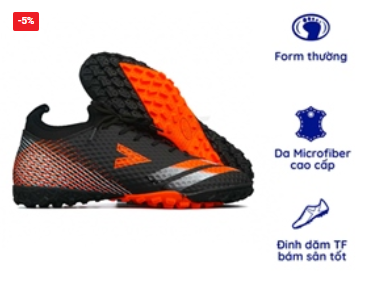 -5%
Form thường
Da Microfiber
cao cấp
Đinh dăm TF
bám sân tốt